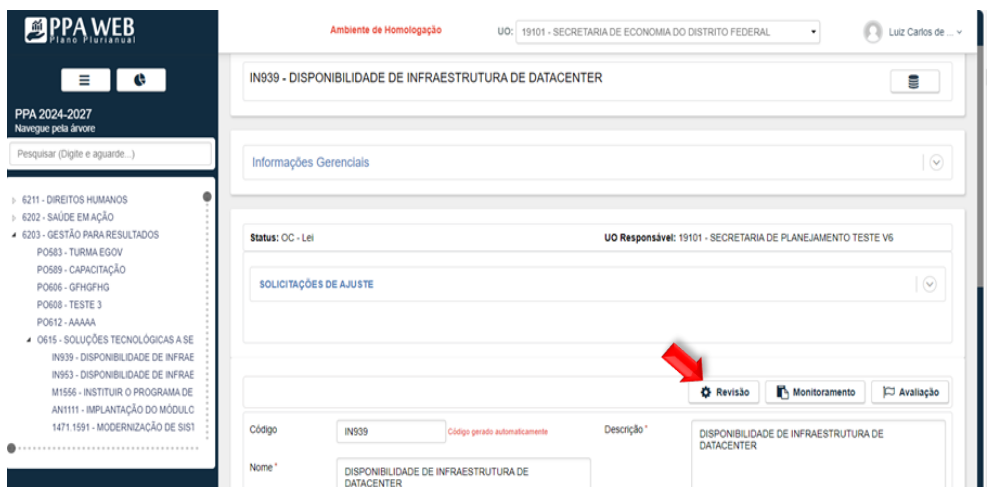 PPA WEB
Plano Plurianual
Ambiente de Homologação
UO: 19101 - SECRETARIA DE ECONOMIA DO DISTRITO FEDERAL
Luiz Carlos de ...
PPA 2024-2027
Navegue pela árvore
Pesquisar (Digite e aguarde...)
6211 - DIREITOS HUMANOS
6202 - SAÚDE EM AÇÃO
6203 - GESTÃO PARA RESULTADOS
PO583 - TURMA EGOV
PO589 - CAPACITAÇÃO
PO606 - GFHGFHG
PO608 - TESTE 3
PO612 - AAAAA
O615 - SOLUÇÕES TECNOLÓGICAS A SE
IN939 - DISPONIBILIDADE DE INFRAE
IN953 - DISPONIBILIDADE DE INFRAE
M1556 - INSTITUIR O PROGRAMA DE
AN1111 - IMPLANTAÇÃO DO MÓDULO
1471.1591 - MODERNIZAÇÃO DE SIST
IN939 - DISPONIBILIDADE DE INFRAESTRUTURA DE DATACENTER
Informações Gerenciais
Status: OC - Lei
UO Responsável: 19101 - SECRETARIA DE PLANEJAMENTO TESTE V6
SOLICITAÇÕES DE AJUSTE
Revisão
Monitoramento
Avaliação
Código
IN939
Código gerado automaticamente
Descrição *
DISPONIBILIDADE DE INFRAESTRUTURA DE
DATACENTER
Nome *
DISPONIBILIDADE DE INFRAESTRUTURA DE
DATACENTER